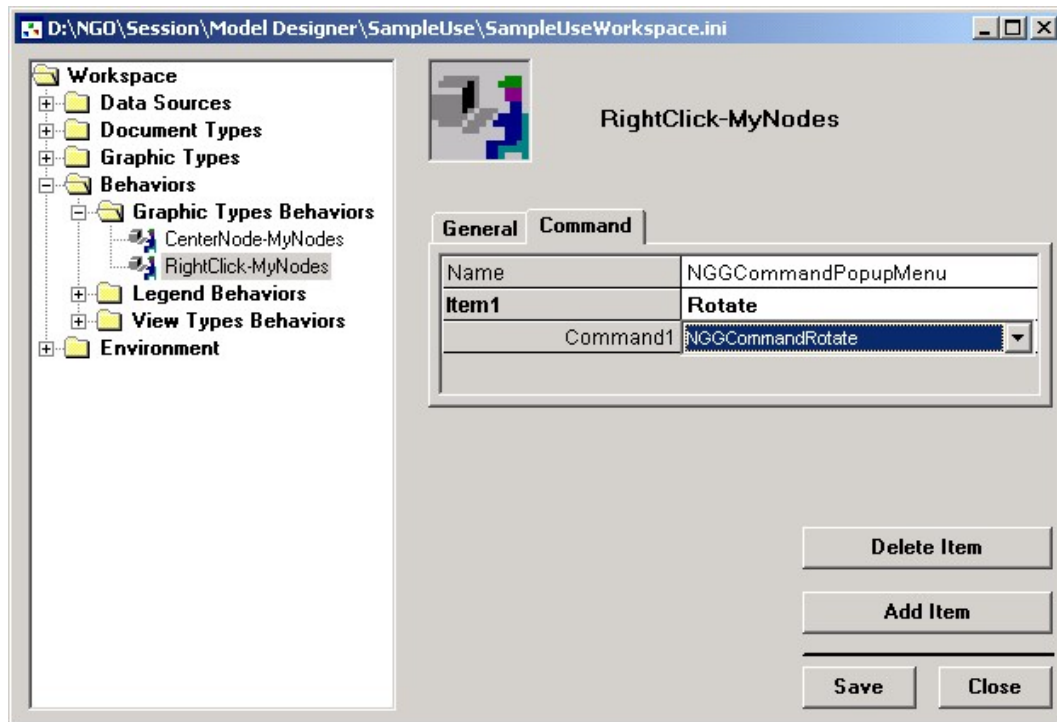 D:\NGO\Session\Model Designer\SampleUse\SampleUseWorkspace.ini
Workspace
Data Sources
Document Types
Graphic Types
Behaviors
Graphic Types Behaviors
CenterNode-MyNodes
RightClick-MyNodes
Legend Behaviors
View Types Behaviors
Environment
RightClick-MyNodes
General Command
Name NGGCommandPopupMenu
Item1 Rotate
Command1 NGGCommandRotate
Delete Item
Add Item
Save Close